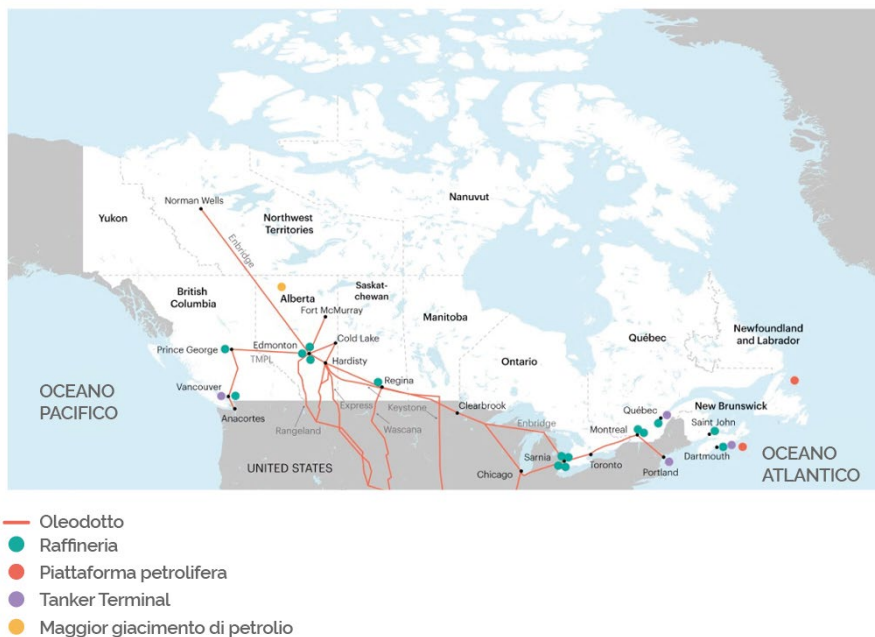 Norman Wells
Yukon
Northwest
Territories
Nanuvut
Enbridge
British
Columbia
Alberta
Saskat-
chewan
Fort McMurray
Manitoba
Prince George
Edmonton
TMPL
Cold Lake
Hardisty
Ontario
Québec
Newfoundland
and Labrador
OCEANO
PACIFICO
Vancouver
Anacortes
Regina
Rangeland
Express
Keystone
Wascana
Clearbrook
Enbridge
Montreal
Québec
New Brunswick
Saint John
Dartmouth
OCEANO
ATLANTICO
UNITED STATES
Chicago
Sarnia
Toronto
Portland
Oleodotto
Raffineria
Piattaforma petrolifera
Tanker Terminal
Maggior giacimento di petrolio